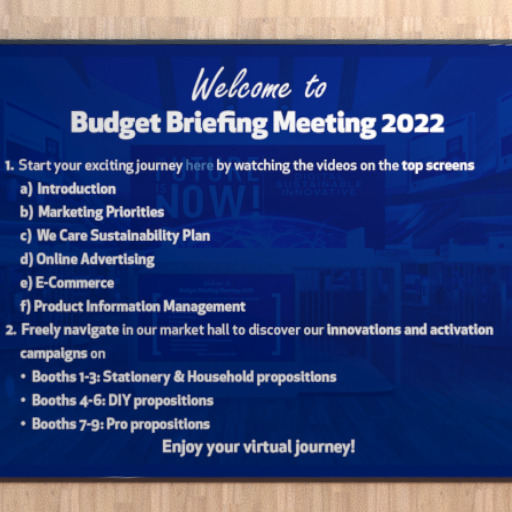 Welcome to
Budget Briefing Meeting 2022
1. Start your exciting journey here by watching the videos on the top screens
a) Introduction
b) Marketing Priorities
c) We Care Sustainability Plan
d) Online Advertising
e) E-Commerce
f) Product Information Management
2. Freely navigate in our market hall to discover our innovations and activation
campaigns on
• Booths 1-3: Stationery & Household propositions
• Booths 4-6: DIY propositions
• Booths 7-9: Pro propositions
Enjoy your virtual journey!
NOW!
SUSTAINABLE
INNOVATIVE